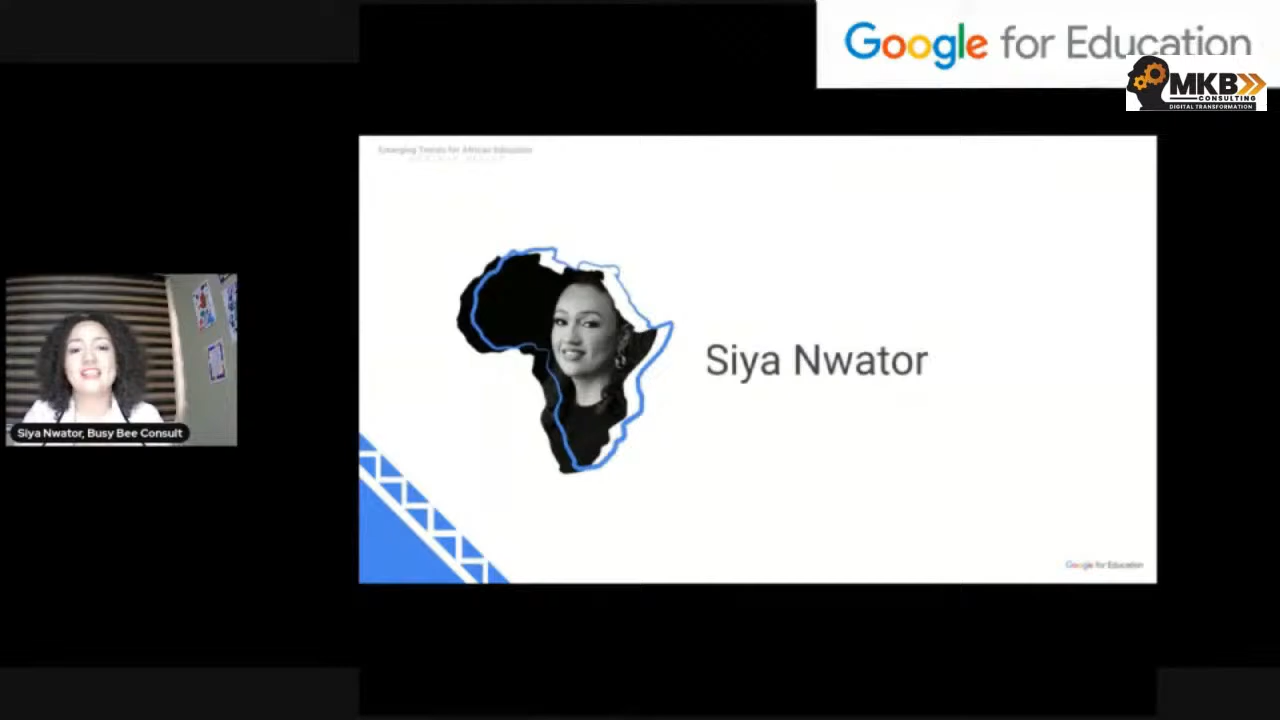 Google for Education
MKB
CONSULTING
DIGITAL TRANSFORMATION
Emerging Trends for African Education
Siya Nwator
Siya Nwator, Busy Bee Consult
Google for Education